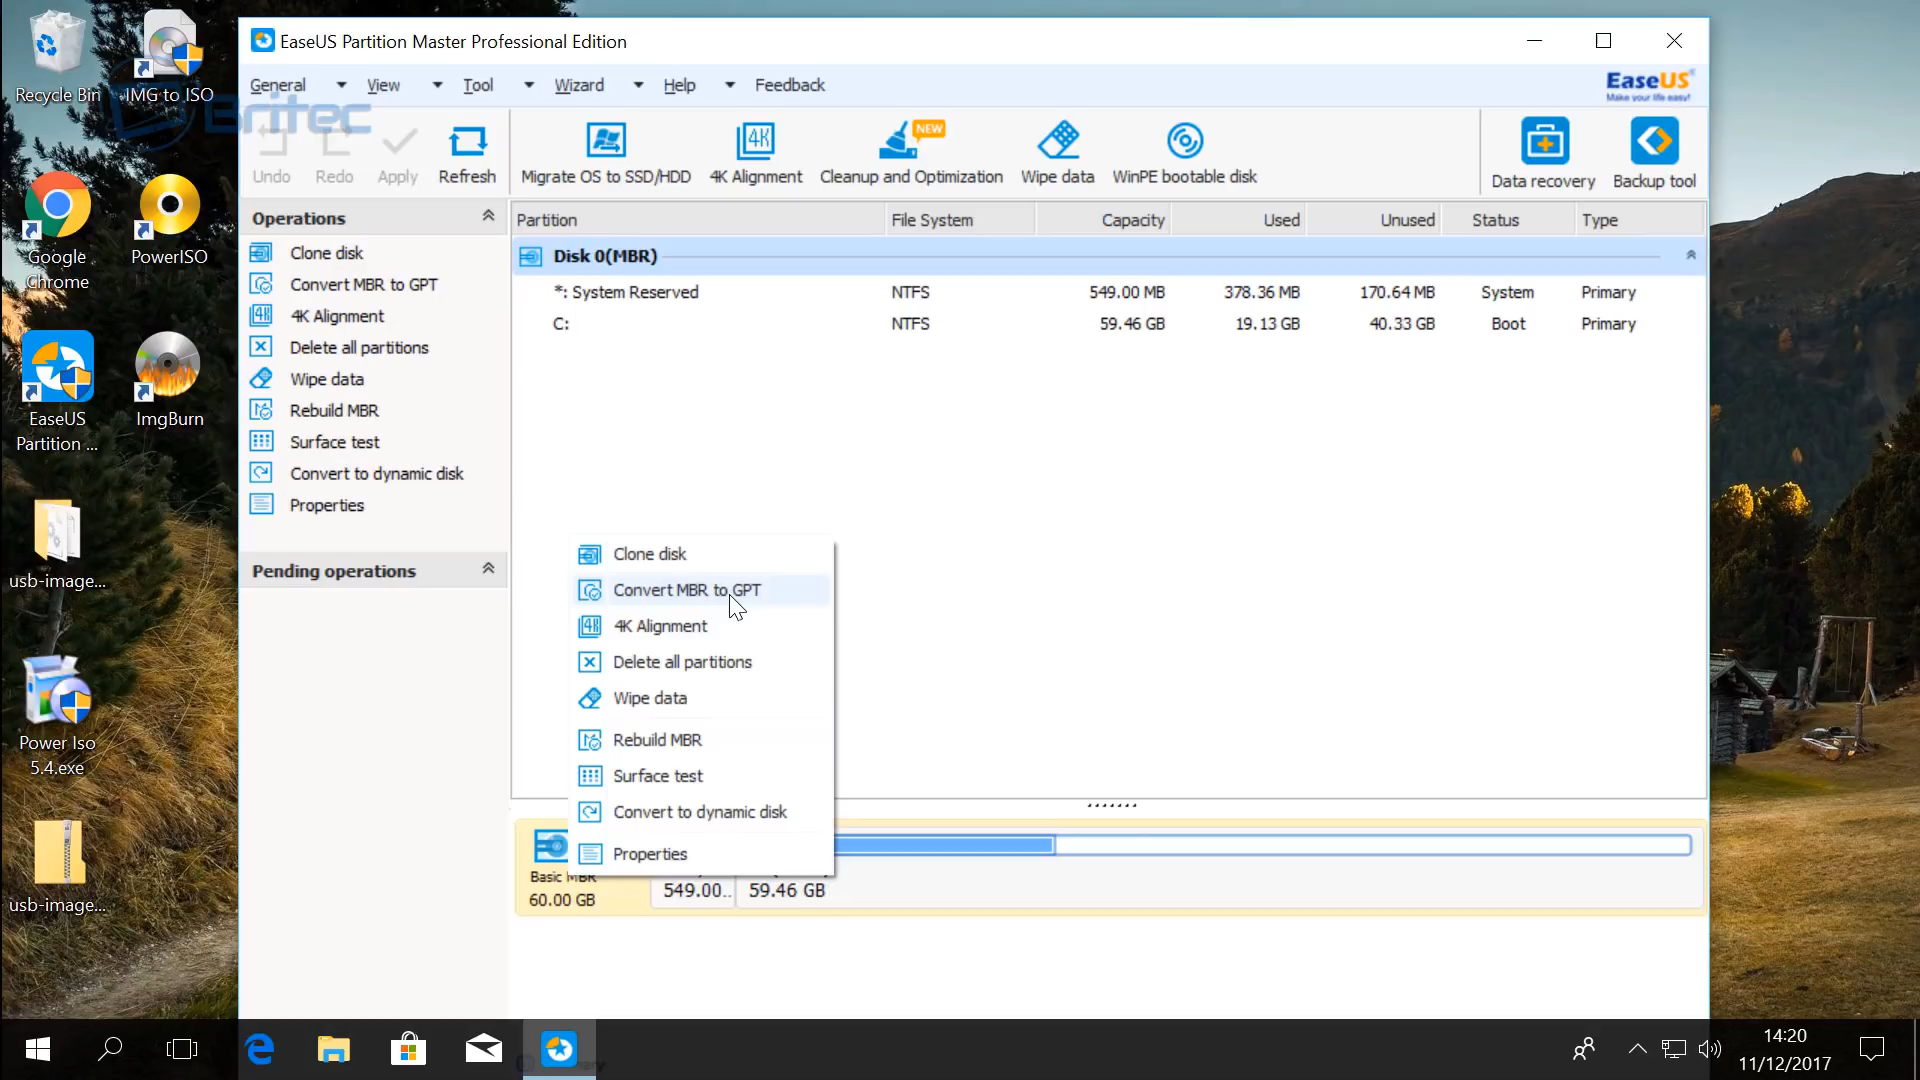 Recycle Bin
IMG to ISO
Google
Chrome
PowerISO
EaseUS
Partition ...
ImgBurn
usb-image...
Power Iso
5.4.exe
usb-image...
Britec
EaseUS Partition Master Professional Edition
General View Tool Wizard Help Feedback
EaseUS
Make your life easy!
Undo Redo Apply Refresh
Migrate OS to SSD/HDD 4K Alignment Cleanup and Optimization Wipe data WinPE bootable disk
4K
NEW
Data recovery Backup tool
Operations
Clone disk
Convert MBR to GPT
4K Alignment
Delete all partitions
Wipe data
Rebuild MBR
Surface test
Convert to dynamic disk
Properties
Pending operations
Partition File System Capacity Used Unused Status Type
Disk 0(MBR)
*: System Reserved NTFS 549.00 MB 378.36 MB 170.64 MB System Primary
C: NTFS 59.46 GB 19.13 GB 40.33 GB Boot Primary
Clone disk
Convert MBR to GPT
4K Alignment
Delete all partitions
Wipe data
Rebuild MBR
Surface test
Convert to dynamic disk
Properties
Basic MBR
60.00 GB
549.00..
59.46 GB
14:20
11/12/2017